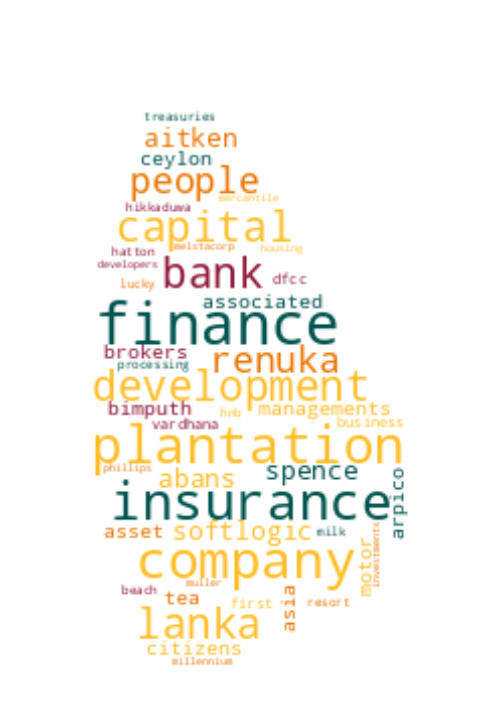 treasuries
aitken
ceylon
people
mercantile
hikkaduwa
capital
hatton melstacorp housing
developers bank dfcc
lucky
associated
finance
brokers renuka
processing
development
bimputh hnb managements
vardhana business
plantation
phillips abans spence
insurance arpico
asset softlogic milk
company motor investments
beach muller
tea first asia resort
lanka
citizens
millennium